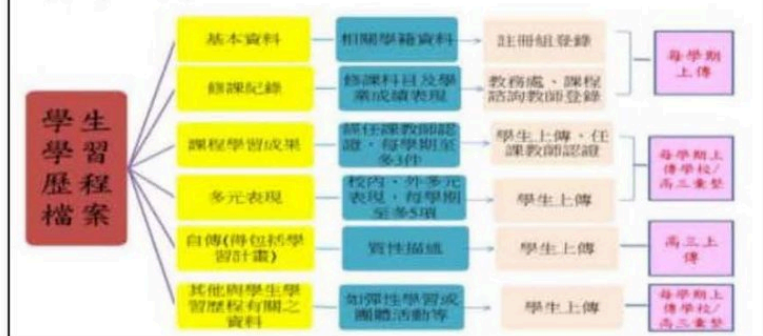 學生
學習
歷程
檔案
基本資料
相關學籍資料
註冊組登錄
每學期
上傳
修課紀錄
修課科目及學
業成績表現
教務處、課程
諮詢教師登錄
課程學習成果
經任課教師認
證，每學期至
多3件
學生上傳、任
課教師認證
每學期上
傳學校/
高三彙整
多元表現
校內、外多元
表現，每學期
至多5項
學生上傳
自傳(得包括學
習計畫)
質性描述
學生上傳
高三上
傳
其他與學生學
習歷程有關之
資料
如彈性學習或
團體活動等
學生上傳
每學期上
傳學校/
高三彙整